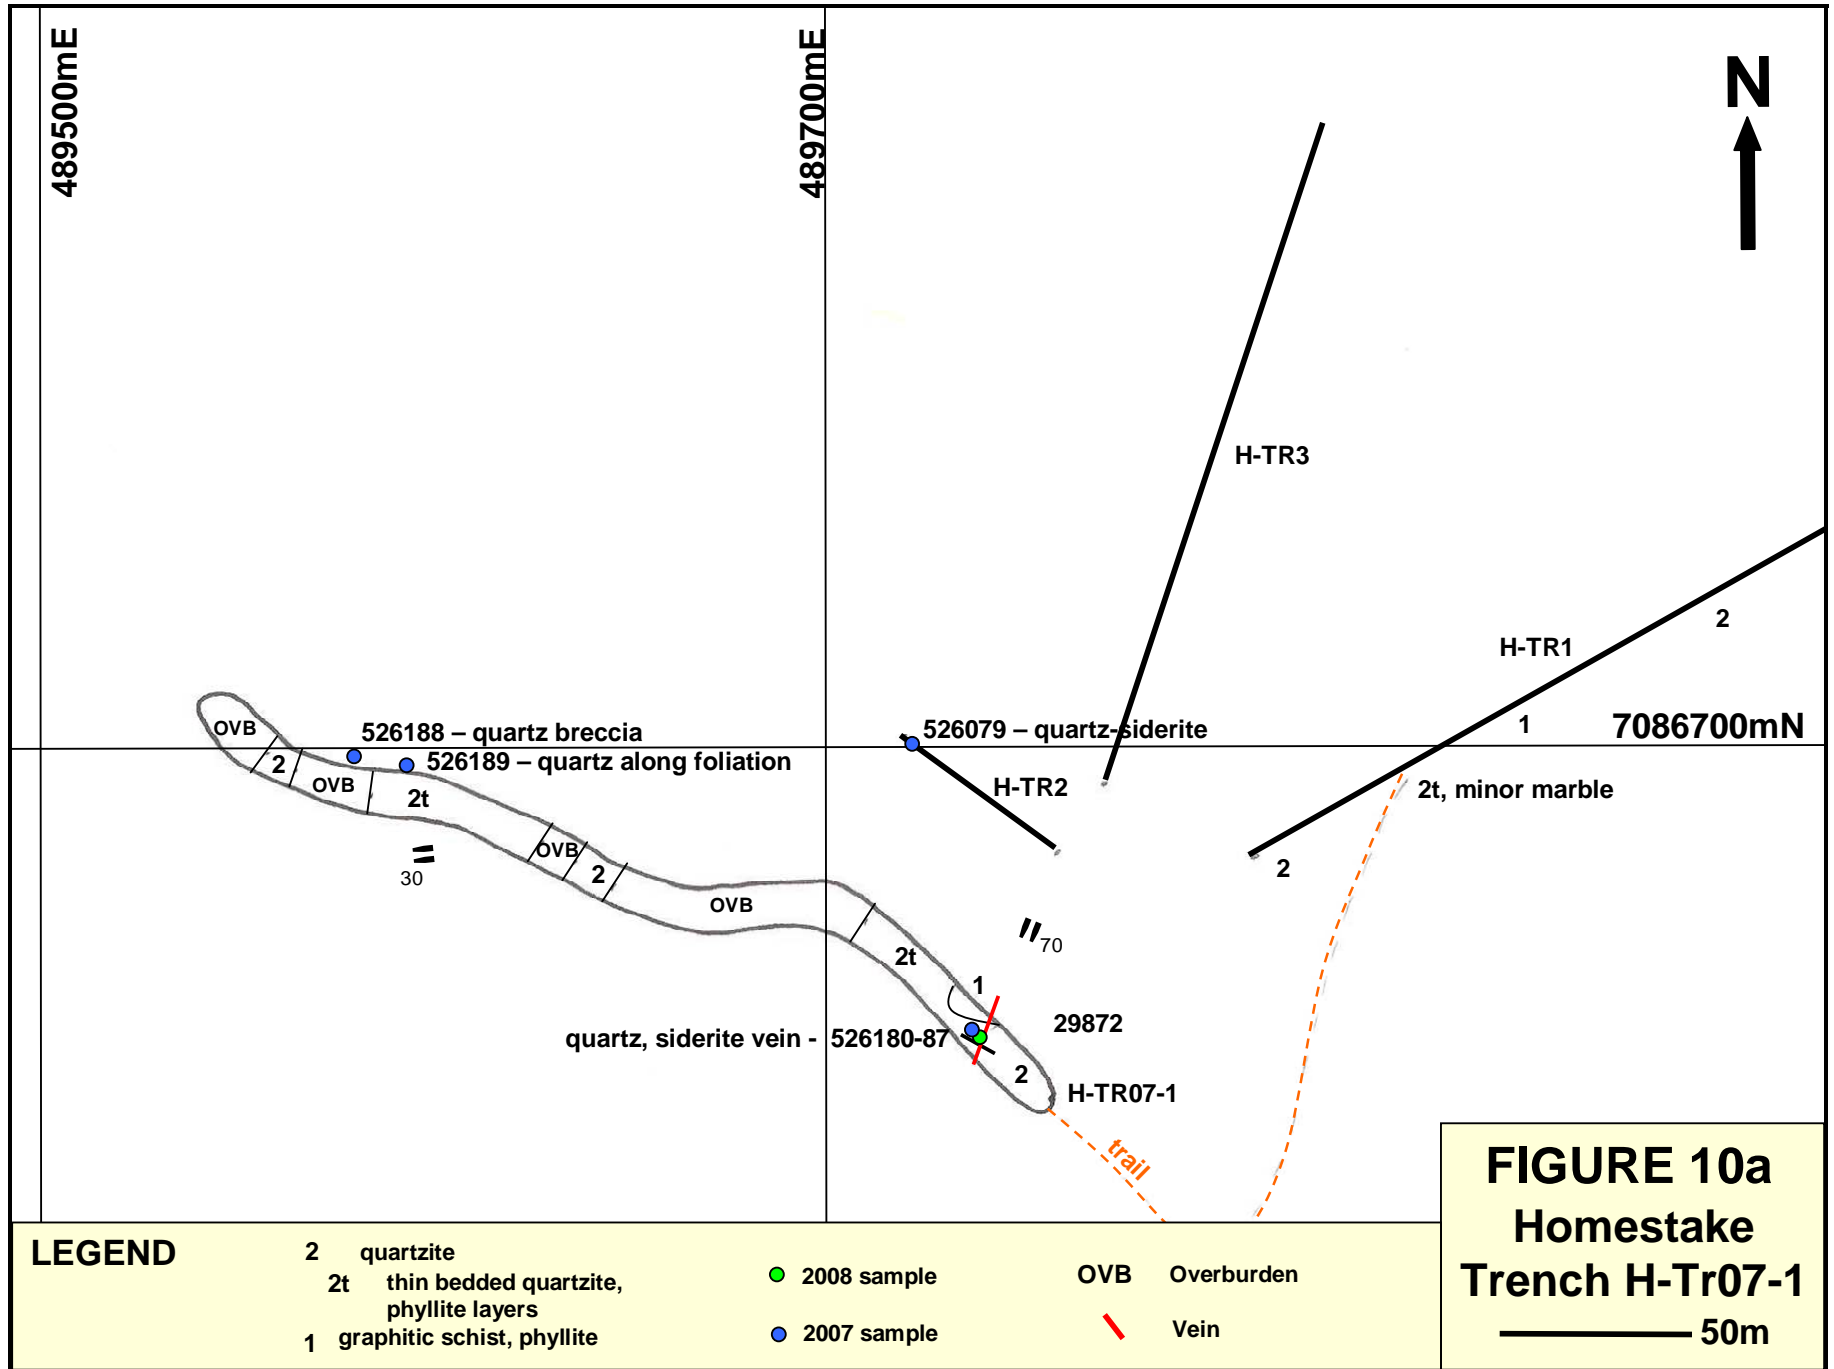 489500mE
489700mE
N
H-TR3
2
H-TR1
1
7086700mN
OVB
526188 – quartz breccia
526079 – quartz-siderite
2
526189 – quartz along foliation
OVB
2t
H-TR2
2t, minor marble
30
OVB
2
2
OVB
70
2t
1
29872
quartz, siderite vein - 526180-87
2
H-TR07-1
trail
FIGURE 10a
Homestake
Trench H-Tr07-1
50m
LEGEND
2 quartzite
2t thin bedded quartzite,
phyllite layers
1 graphitic schist, phyllite
2008 sample
2007 sample
OVB Overburden
Vein